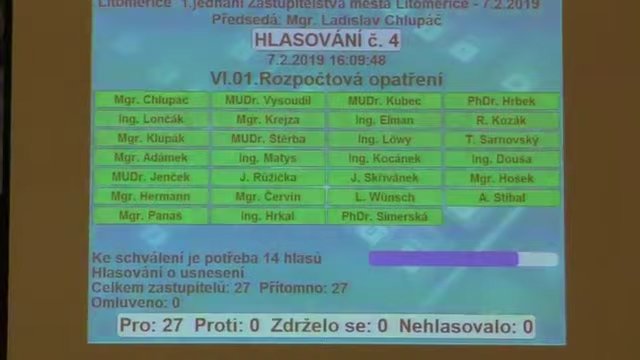 Litoměřice 1.jednání Zastupitelstva města Litoměřice - 7.2.2019
Předsedá: Mgr. Ladislav Chlupáč
HLASOVÁNÍ č. 4
7.2.2019 16:09:48
VI.01.Rozpočtová opatření
Mgr. Chlupáč MUDr. Vysoudil MUDr. Kubec PhDr. Hrbek
Ing. Lončák Mgr. Krejza Ing. Elman R. Kozák
Mgr. Klupák MUDr. Štěrba Ing. Löwy T. Sarnovský
Mgr. Adámek Ing. Matys Ing. Kocánek Ing. Douša
MUDr. Jenček J. Růžička J. Skřivánek Mgr. Hošek
Mgr. Hermann Mgr. Červín L. Wünsch A. Štíbal
Mgr. Panaš Ing. Hrkal PhDr. Simerská
Ke schválení je potřeba 14 hlasů
Hlasování o usnesení
Celkem zastupitelů: 27 Přítomno: 27
Omluveno: 0
Pro: 27 Proti: 0 Zdrželo se: 0 Nehlasovalo: 0